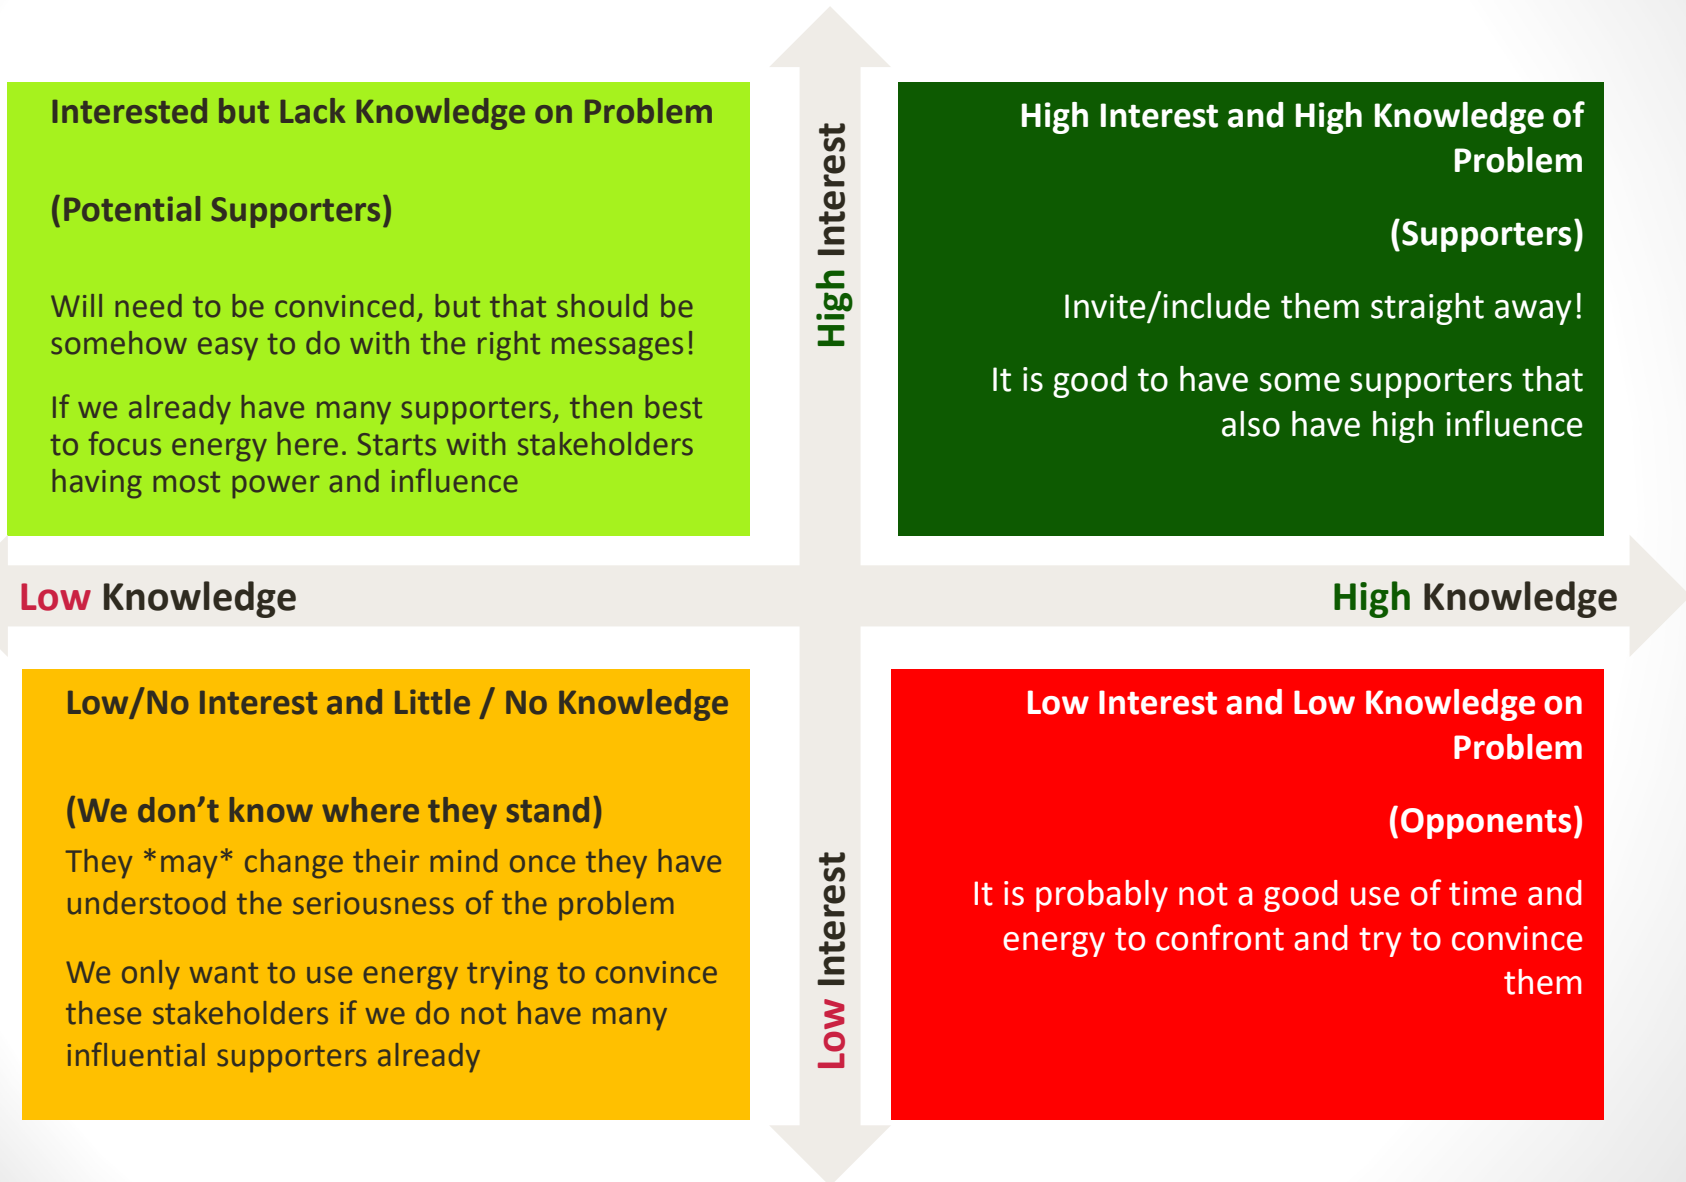 Interested but Lack Knowledge on Problem
(Potential Supporters)
Will need to be convinced, but that should be
somehow easy to do with the right messages!
If we already have many supporters, then best
to focus energy here. Starts with stakeholders
having most power and influence
High Interest
High Interest and High Knowledge of
Problem
(Supporters)
Invite/include them straight away!
It is good to have some supporters that
also have high influence
Low Knowledge
High Knowledge
Low/No Interest and Little / No Knowledge
(We don’t know where they stand)
They *may* change their mind once they have
understood the seriousness of the problem
We only want to use energy trying to convince
these stakeholders if we do not have many
influential supporters already
Low Interest
Low Interest and Low Knowledge on
Problem
(Opponents)
It is probably not a good use of time and
energy to confront and try to convince
them